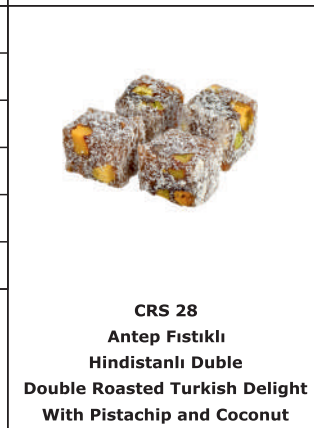 CRS 28
Antep Fıstıklı
Hindistanlı Duble
Double Roasted Turkish Delight
With Pistachip and Coconut